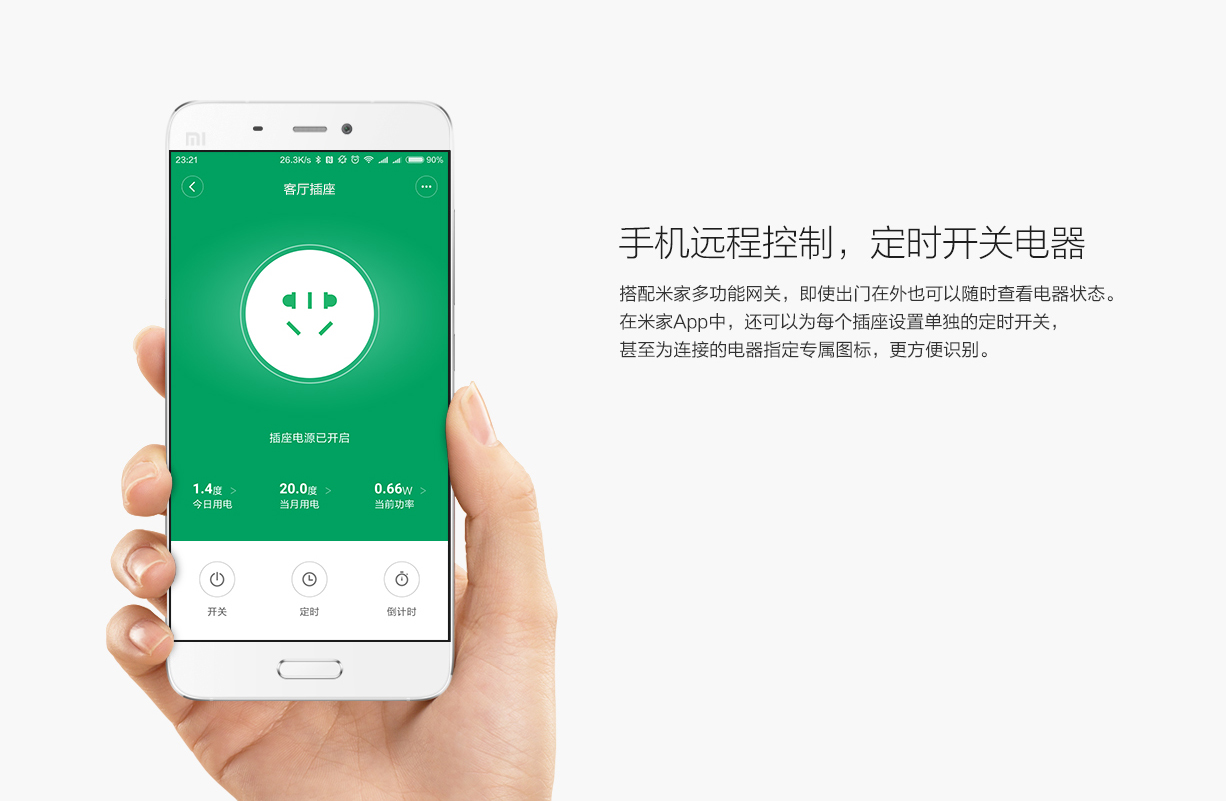 MI
23:21 26.3K/s 90%
客厅插座
插座电源已开启
1.4度 > 20.0度 > 0.66W >
今日用电 当月用电 当前功率
开关 定时 倒计时
手机远程控制，定时开关电器
搭配米家多功能网关，即使出门在外也可以随时查看电器状态。
在米家App中，还可以为每个插座设置单独的定时开关，
甚至为连接的电器指定专属图标，更方便识别。